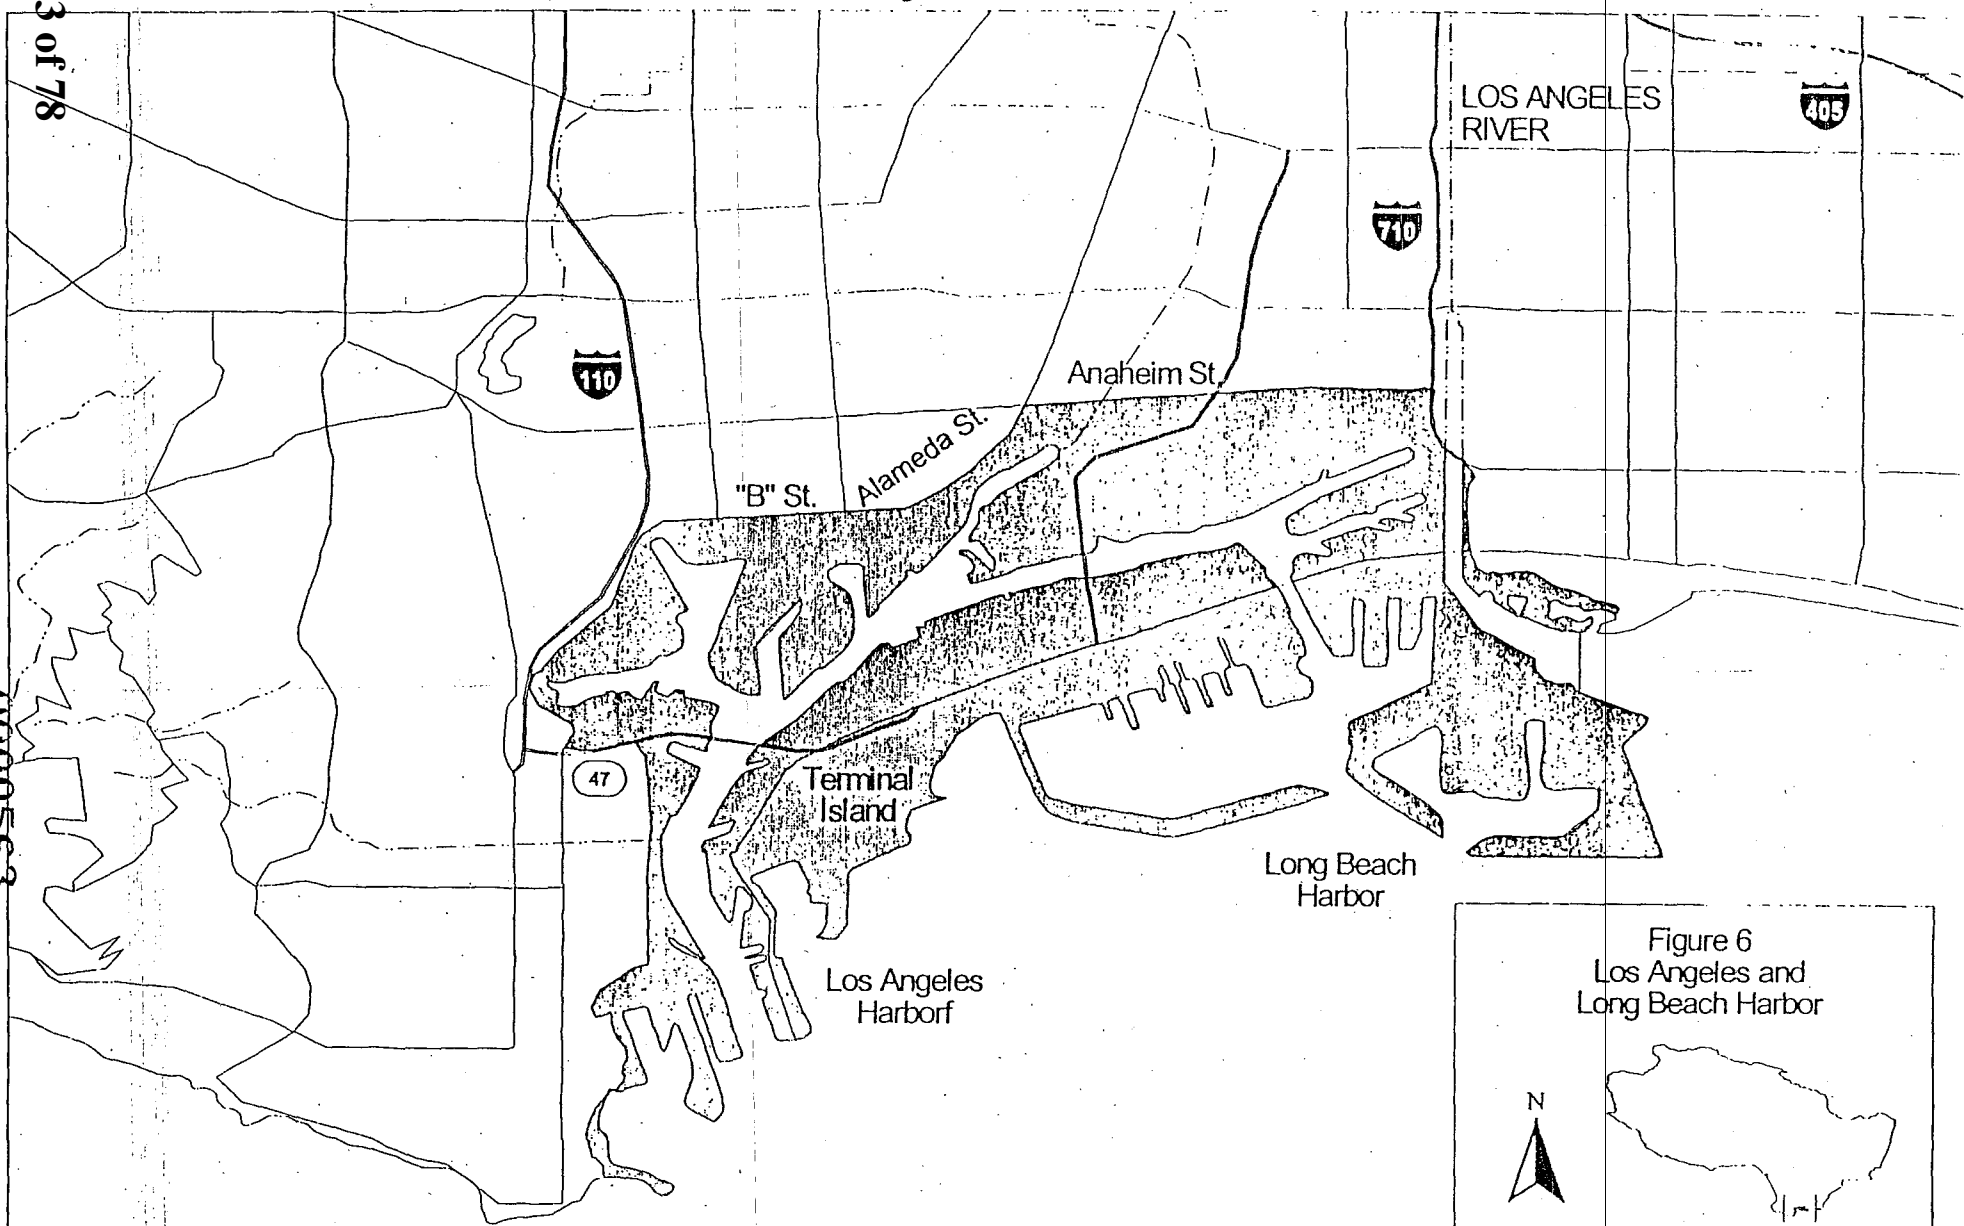 3 of 78
LOS ANGELES
RIVER
405
710
110
Anaheim St.
Alameda St.
"B" St.
47
Terminal
Island
Long Beach
Harbor
Los Angeles
Harborf
Figure 6
Los Angeles and
Long Beach Harbor
N